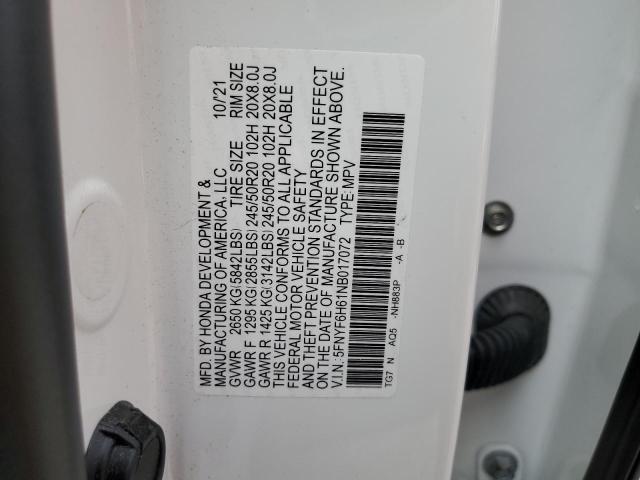 MFD. BY HONDA DEVELOPMENT &
MANUFACTURING OF AMERICA, LLC 10/21
GVWR 2650 KG(5842LBS) TIRE SIZE RIM SIZE
GAWR F 1295 KG(2855LBS) 245/50R20 102H 20X8.0J
GAWR R 1425 KG(3142LBS) 245/50R20 102H 20X8.0J
THIS VEHICLE CONFORMS TO ALL APPLICABLE
FEDERAL MOTOR VEHICLE SAFETY
AND THEFT PREVENTION STANDARDS IN EFFECT
ON THE DATE OF MANUFACTURE SHOWN ABOVE.
V.I.N.: 5FNYF6H61NB017072 TYPE:MPV
TG7 N AQ5 -NH883P -A -B